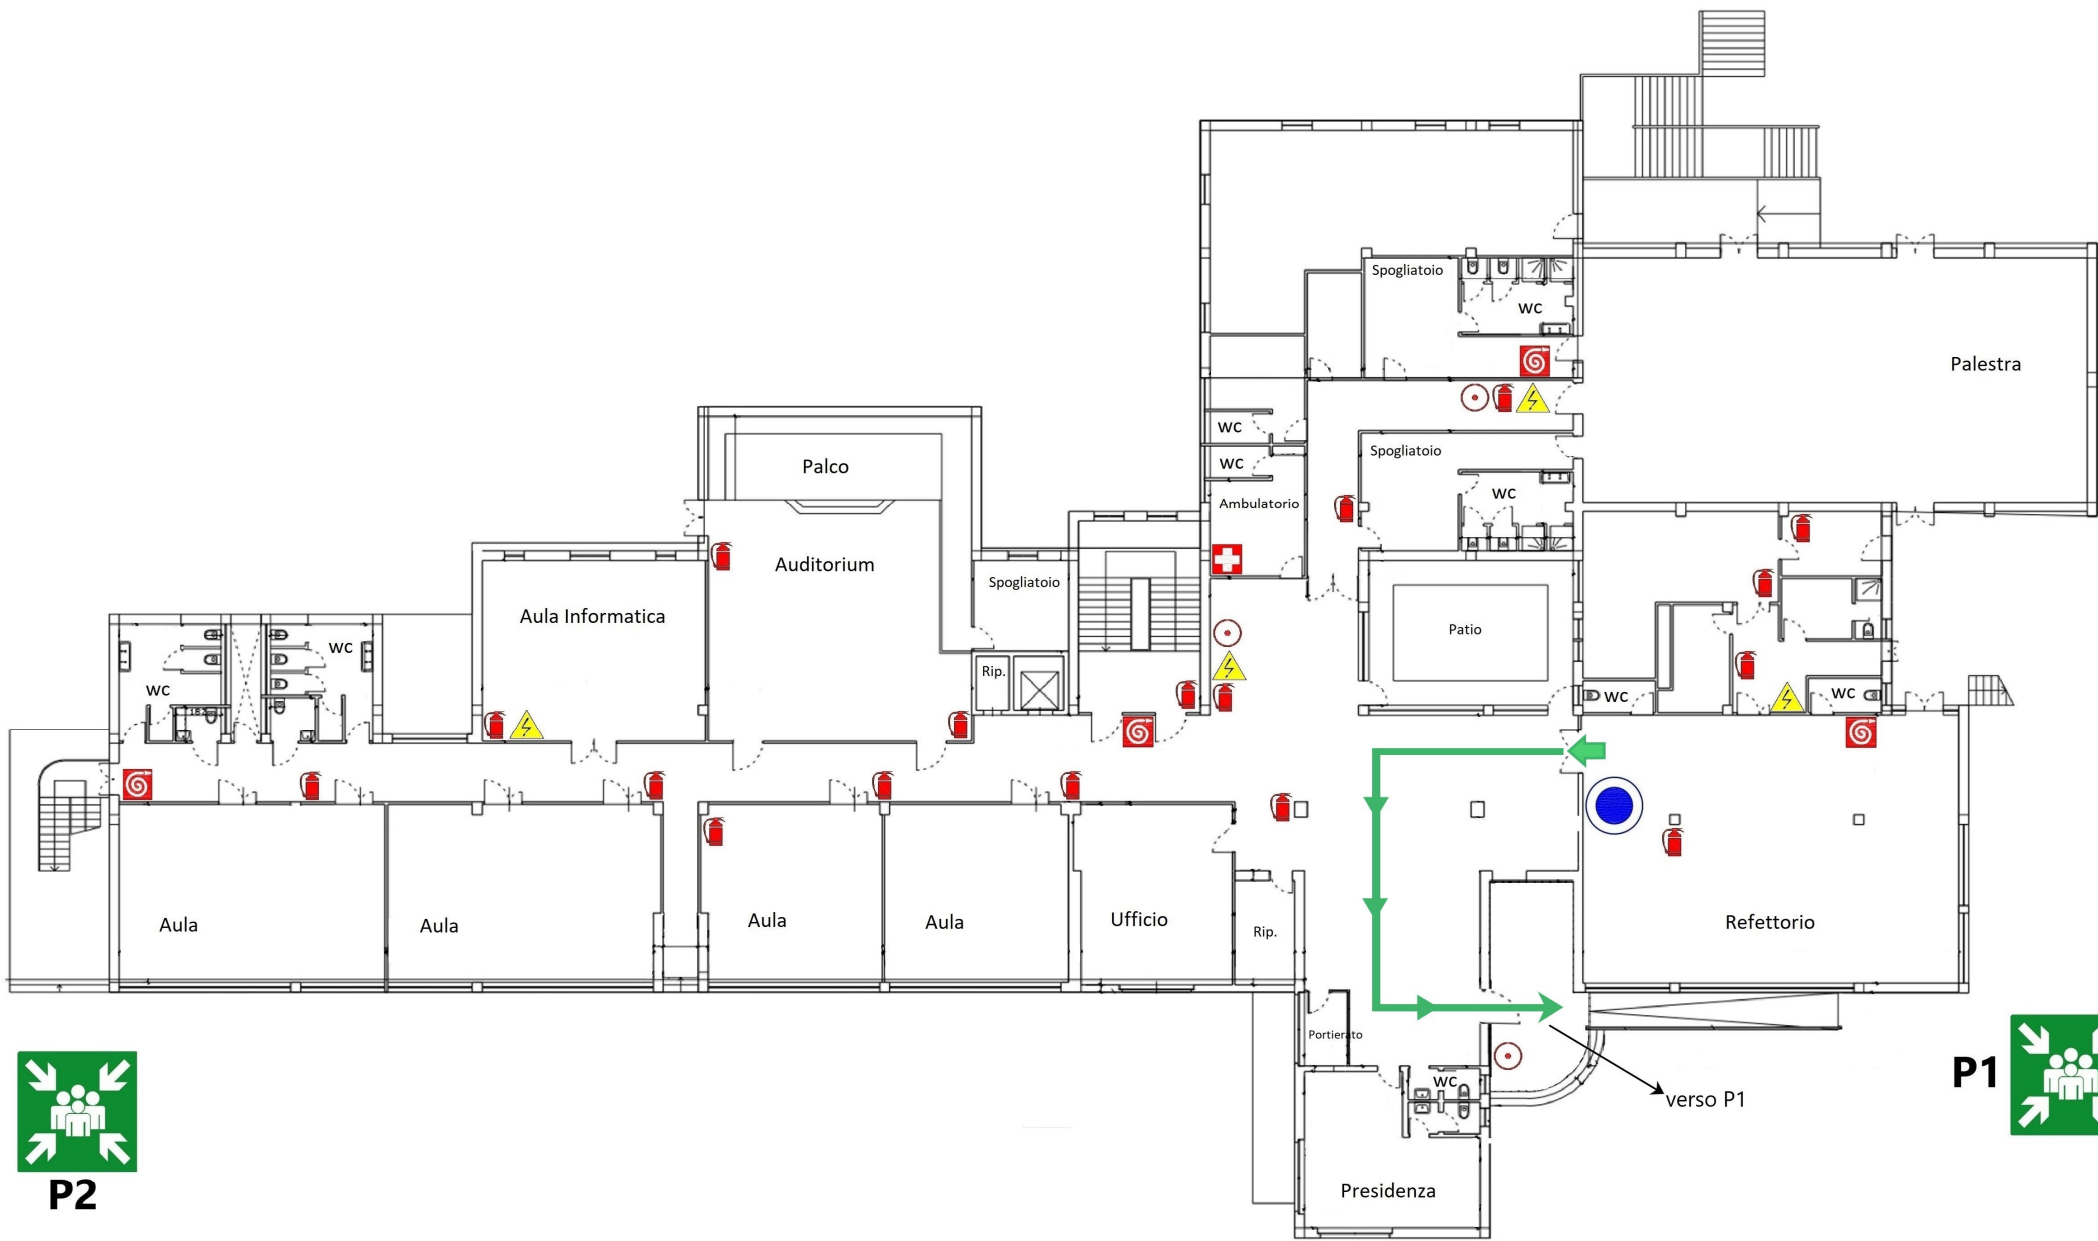 Spogliatoio
wc
Palestra
wc
Spogliatoio
Palco
wc
wc
Ambulatorio
Auditorium
Spogliatoio
Aula Informatica
Patio
wc
Rip.
wc
wc
wc
Aula
Aula
Aula
Aula
Ufficio
Rip.
Refettorio
Portierato
P1
wc
verso P1
P2
Presidenza